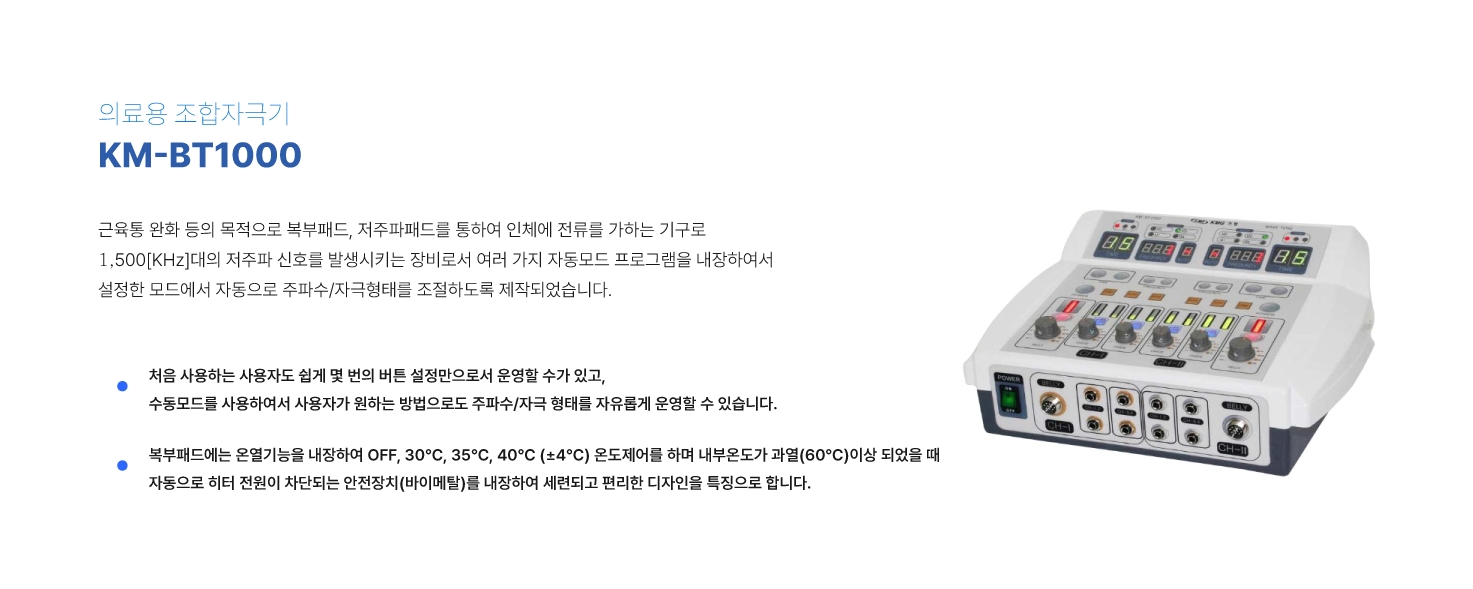 의료용 조합자극기
KM-BT1000
근육통 완화 등의 목적으로 복부패드, 저주파패드를 통하여 인체에 전류를 가하는 기구로
1,500[KHz]대의 저주파 신호를 발생시키는 장비로서 여러 가지 자동모드 프로그램을 내장하여서
설정한 모드에서 자동으로 주파수/자극형태를 조절하도록 제작되었습니다.
처음 사용하는 사용자도 쉽게 몇 번의 버튼 설정만으로서 운영할 수가 있고,
수동모드를 사용하여서 사용자가 원하는 방법으로도 주파수/자극 형태를 자유롭게 운영할 수 있습니다.
복부패드에는 온열기능을 내장하여 OFF, 30°C, 35°C, 40°C (±4°C) 온도제어를 하며 내부온도가 과열(60°C)이상 되었을 때
자동으로 히터 전원이 차단되는 안전장치(바이메탈)를 내장하여 세련되고 편리한 디자인을 특징으로 합니다.
CH-I
CH-II
POWER
OFF
BELLY
CH-I
BELLY
CH-II